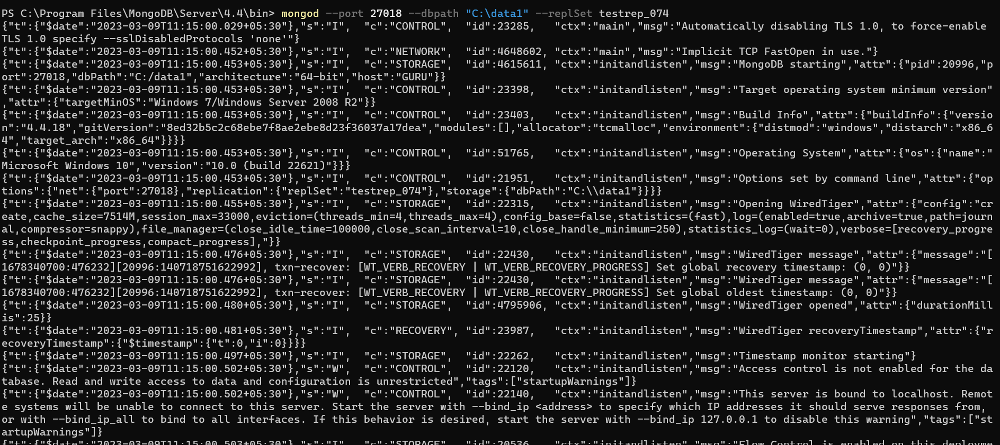 PS C:\Program Files\MongoDB\Server\4.4\bin> mongod --port 27018 --dbpath "C:\data1" --replSet testrep_074
{"t":{"$date":"2023-03-09T11:15:00.029+05:30"},"s":"I",  "c":"CONTROL",  "id":23285,   "ctx":"main","msg":"Automatically disabling TLS 1.0, to force-enable
TLS 1.0 specify --sslDisabledProtocols 'none'"}
{"t":{"$date":"2023-03-09T11:15:00.452+05:30"},"s":"I",  "c":"NETWORK",  "id":4648602, "ctx":"main","msg":"Implicit TCP FastOpen in use."}
{"t":{"$date":"2023-03-09T11:15:00.453+05:30"},"s":"I",  "c":"STORAGE",  "id":4615611, "ctx":"initandlisten","msg":"MongoDB starting","attr":{"pid":20996,"p
ort":27018,"dbPath":"C:/data1","architecture":"64-bit","host":"GURU"}}
{"t":{"$date":"2023-03-09T11:15:00.453+05:30"},"s":"I",  "c":"CONTROL",  "id":23398,   "ctx":"initandlisten","msg":"Target operating system minimum version"
,"attr":{"targetMinOS":"Windows 7/Windows Server 2008 R2"}}
{"t":{"$date":"2023-03-09T11:15:00.453+05:30"},"s":"I",  "c":"CONTROL",  "id":23403,   "ctx":"initandlisten","msg":"Build Info","attr":{"buildInfo":{"versio
n":"4.4.18","gitVersion":"8ed32b5c2c68ebe7f8ae2ebe8d23f36037a17dea","modules":[],"allocator":"tcmalloc","environment":{"distmod":"windows","distarch":"x86_6
4","target_arch":"x86_64"}}}}
{"t":{"$date":"2023-03-09T11:15:00.453+05:30"},"s":"I",  "c":"CONTROL",  "id":51765,   "ctx":"initandlisten","msg":"Operating System","attr":{"os":{"name":"
Microsoft Windows 10","version":"10.0 (build 22621)"}}}
{"t":{"$date":"2023-03-09T11:15:00.453+05:30"},"s":"I",  "c":"CONTROL",  "id":21951,   "ctx":"initandlisten","msg":"Options set by command line","attr":{"op
tions":{"net":{"port":27018},"replication":{"replSet":"testrep_074"},"storage":{"dbPath":"C:\\data1"}}}}
{"t":{"$date":"2023-03-09T11:15:00.455+05:30"},"s":"I",  "c":"STORAGE",  "id":22315,   "ctx":"initandlisten","msg":"Opening WiredTiger","attr":{"config":"cr
eate,cache_size=7514M,session_max=33000,eviction=(threads_min=4,threads_max=4),config_base=false,statistics=(fast),log=(enabled=true,archive=true,path=journ
al,compressor=snappy),file_manager=(close_idle_time=100000,close_scan_interval=10,close_handle_minimum=250),statistics_log=(wait=0),verbose=[recovery_progre
ss,checkpoint_progress,compact_progress],"}}
{"t":{"$date":"2023-03-09T11:15:00.476+05:30"},"s":"I",  "c":"STORAGE",  "id":22430,   "ctx":"initandlisten","msg":"WiredTiger message","attr":{"message":"[
1678340700:476232][20996:140718751622992], txn-recover: [WT_VERB_RECOVERY | WT_VERB_RECOVERY_PROGRESS] Set global recovery timestamp: (0, 0)"}}
{"t":{"$date":"2023-03-09T11:15:00.476+05:30"},"s":"I",  "c":"STORAGE",  "id":22430,   "ctx":"initandlisten","msg":"WiredTiger message","attr":{"message":"[
1678340700:476232][20996:140718751622992], txn-recover: [WT_VERB_RECOVERY | WT_VERB_RECOVERY_PROGRESS] Set global oldest timestamp: (0, 0)"}}
{"t":{"$date":"2023-03-09T11:15:00.480+05:30"},"s":"I",  "c":"STORAGE",  "id":4795906, "ctx":"initandlisten","msg":"WiredTiger opened","attr":{"durationMill
is":25}}
{"t":{"$date":"2023-03-09T11:15:00.481+05:30"},"s":"I",  "c":"RECOVERY", "id":23987,   "ctx":"initandlisten","msg":"WiredTiger recoveryTimestamp","attr":{"r
ecoveryTimestamp":{"$timestamp":{"t":0,"i":0}}}}
{"t":{"$date":"2023-03-09T11:15:00.497+05:30"},"s":"I",  "c":"STORAGE",  "id":22262,   "ctx":"initandlisten","msg":"Timestamp monitor starting"}
{"t":{"$date":"2023-03-09T11:15:00.502+05:30"},"s":"W",  "c":"CONTROL",  "id":22120,   "ctx":"initandlisten","msg":"Access control is not enabled for the da
tabase. Read and write access to data and configuration is unrestricted","tags":["startupWarnings"]}
{"t":{"$date":"2023-03-09T11:15:00.502+05:30"},"s":"W",  "c":"CONTROL",  "id":22140,   "ctx":"initandlisten","msg":"This server is bound to localhost. Remot
e systems will be unable to connect to this server. Start the server with --bind_ip <address> to specify which IP addresses it should serve responses from,
or with --bind_ip_all to bind to all interfaces. If this behavior is desired, start the server with --bind_ip 127.0.0.1 to disable this warning","tags":["st
artupWarnings"]}
{"t":{"$date":"2023-03-09T11:15:00.503+05:30"},"s":"I",  "c":"STORAGE",  "id":20536,   "ctx":"initandlisten","msg":"Flow Control is enabled on this deployme